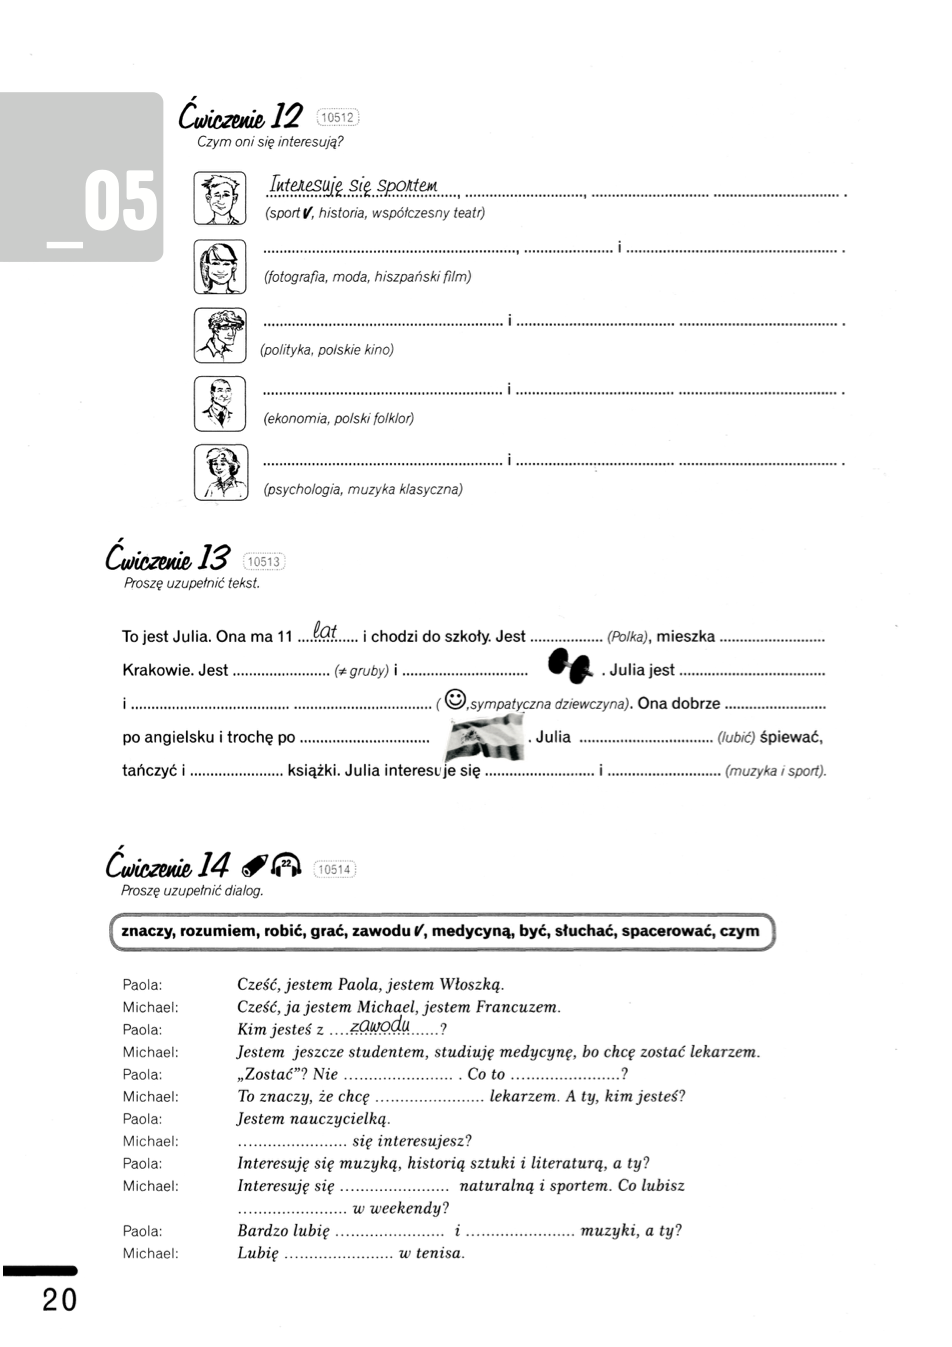 Ćwiczenie 12 10512
Czym oni się interesują?
_05
Interesuję się sportem, ............, ............ ............ .
(sport ✓, historia, współczesny teatr)
............, ............ i ............ .
(fotografia, moda, hiszpański film)
............ i ............ ............ .
(polityka, polskie kino)
............ i ............ ............ .
(ekonomia, polski folklor)
............ i ............ ............ .
(psychologia, muzyka klasyczna)
Ćwiczenie 13 10513
Proszę uzupełnić tekst.
To jest Julia. Ona ma 11 ....lat..... i chodzi do szkoły. Jest ............ (Polka), mieszka ............
Krakowie. Jest ............ (≠ gruby) i ............ . Julia jest ............
i ............ ............ (☺, sympatyczna dziewczyna). Ona dobrze ............
po angielsku i trochę po ............ . Julia ............ (lubić) śpiewać,
tańczyć i ............ książki. Julia interesuje się ............ i ............ (muzyka i sport).
Ćwiczenie 14 22 10514
Proszę uzupełnić dialog.
znaczy, rozumiem, robić, grać, zawodu ✓, medycyną, być, słuchać, spacerować, czym
Paola: Cześć, jestem Paola, jestem Włoszką.
Michael: Cześć, ja jestem Michael, jestem Francuzem.
Paola: Kim jesteś z ....zawodu......?
Michael: Jestem jeszcze studentem, studiuję medycynę, bo chcę zostać lekarzem.
Paola: „Zostać”? Nie ............ . Co to ............?
Michael: To znaczy, że chcę ............ lekarzem. A ty, kim jesteś?
Paola: Jestem nauczycielką.
Michael: ............ się interesujesz?
Paola: Interesuję się muzyką, historią sztuki i literaturą, a ty?
Michael: Interesuję się ............ naturalną i sportem. Co lubisz
............ w weekendy?
Paola: Bardzo lubię ............ i ............ muzyki, a ty?
Michael: Lubię ............ w tenisa.
20